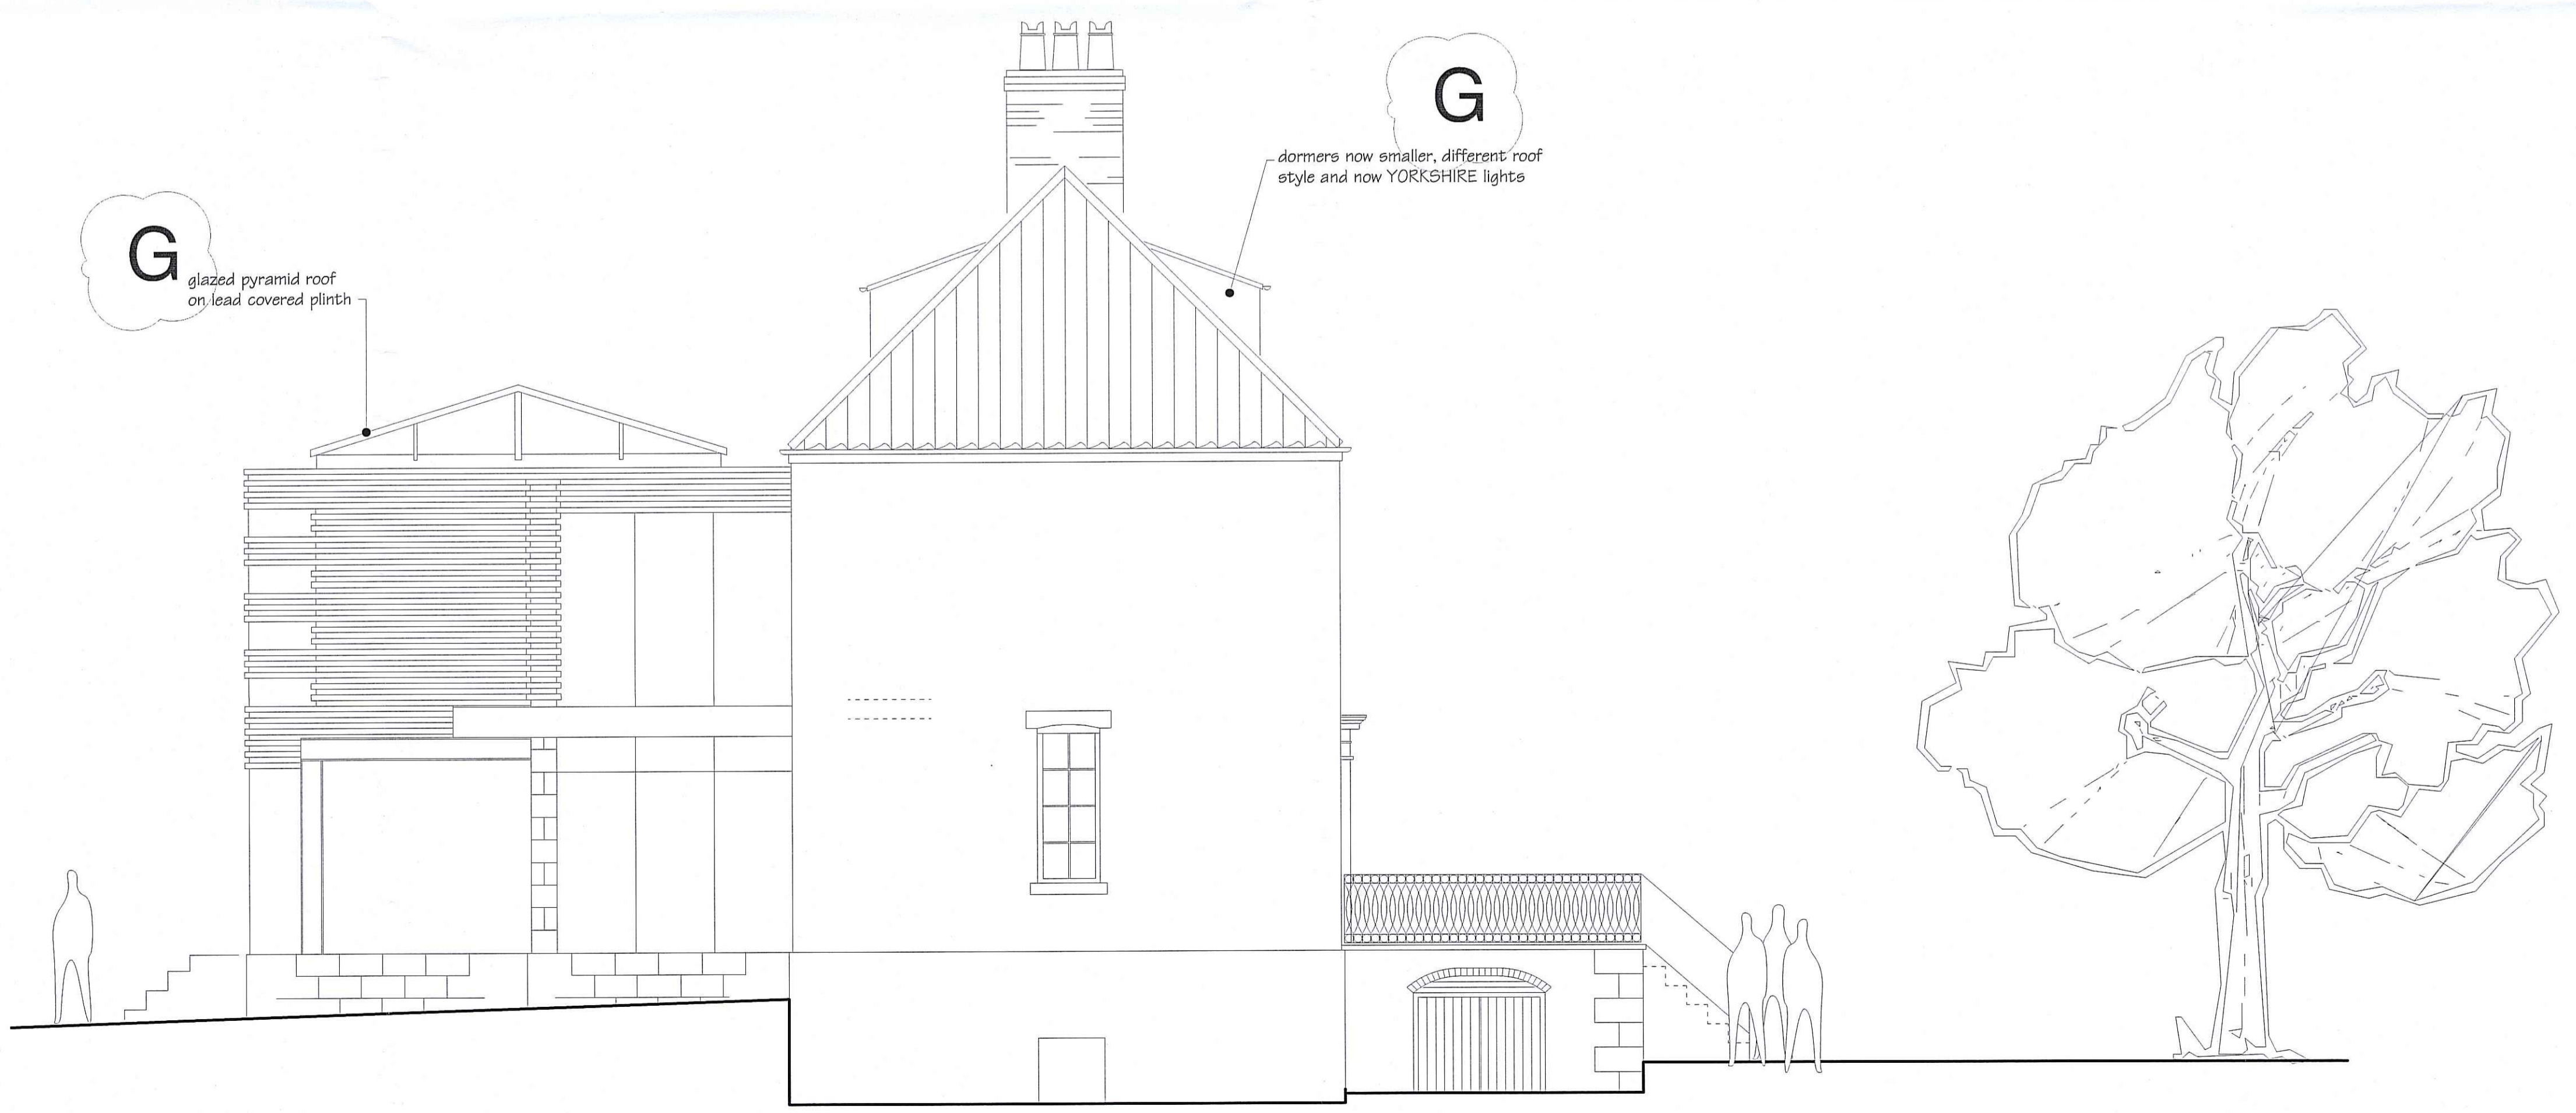 G
glazed pyramid roof
on lead covered plinth
G
dormers now smaller, different roof
style and now YORKSHIRE lights